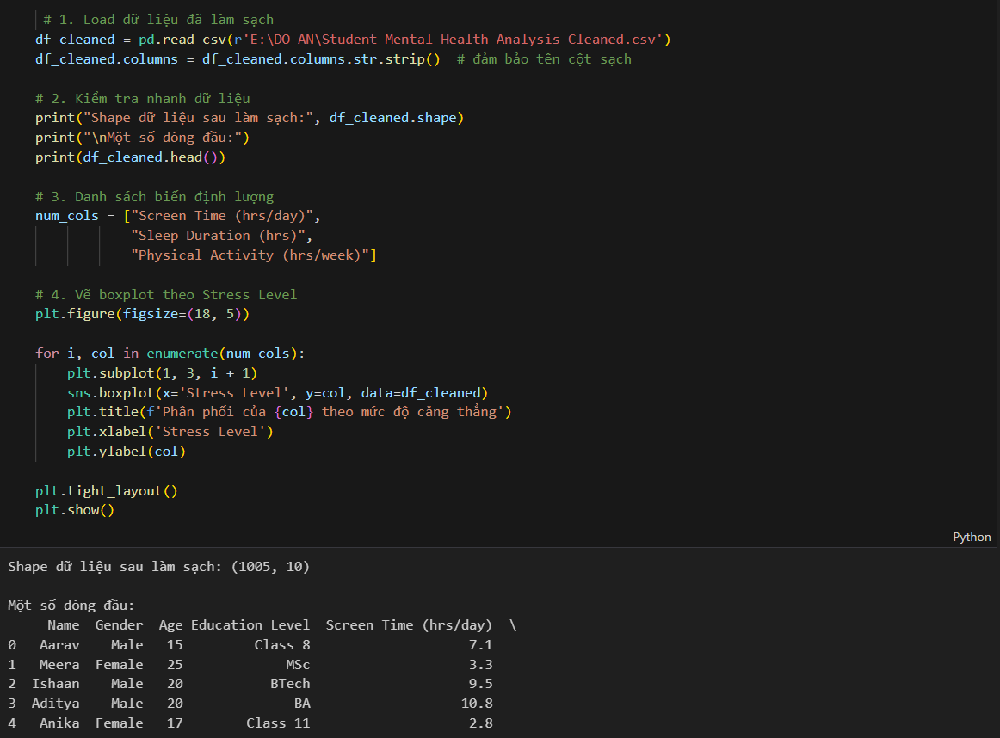 # 1. Load dữ liệu đã làm sạch
df_cleaned = pd.read_csv(r'E:\DO AN\Student_Mental_Health_Analysis_Cleaned.csv')
df_cleaned.columns = df_cleaned.columns.str.strip()  # đảm bảo tên cột sạch

# 2. Kiểm tra nhanh dữ liệu
print("Shape dữ liệu sau làm sạch:", df_cleaned.shape)
print("\nMột số dòng đầu:")
print(df_cleaned.head())

# 3. Danh sách biến định lượng
num_cols = ["Screen Time (hrs/day)",
            "Sleep Duration (hrs)",
            "Physical Activity (hrs/week)"]

# 4. Vẽ boxplot theo Stress Level
plt.figure(figsize=(18, 5))

for i, col in enumerate(num_cols):
    plt.subplot(1, 3, i + 1)
    sns.boxplot(x='Stress Level', y=col, data=df_cleaned)
    plt.title(f'Phân phối của {col} theo mức độ căng thẳng')
    plt.xlabel('Stress Level')
    plt.ylabel(col)

plt.tight_layout()
plt.show()
Python
Shape dữ liệu sau làm sạch: (1005, 10)

Một số dòng đầu:
     Name  Gender  Age Education Level  Screen Time (hrs/day)  \
0   Aarav    Male   15         Class 8                    7.1
1   Meera  Female   25             MSc                    3.3
2  Ishaan    Male   20           BTech                    9.5
3  Aditya    Male   20              BA                   10.8
4   Anika  Female   17        Class 11                    2.8